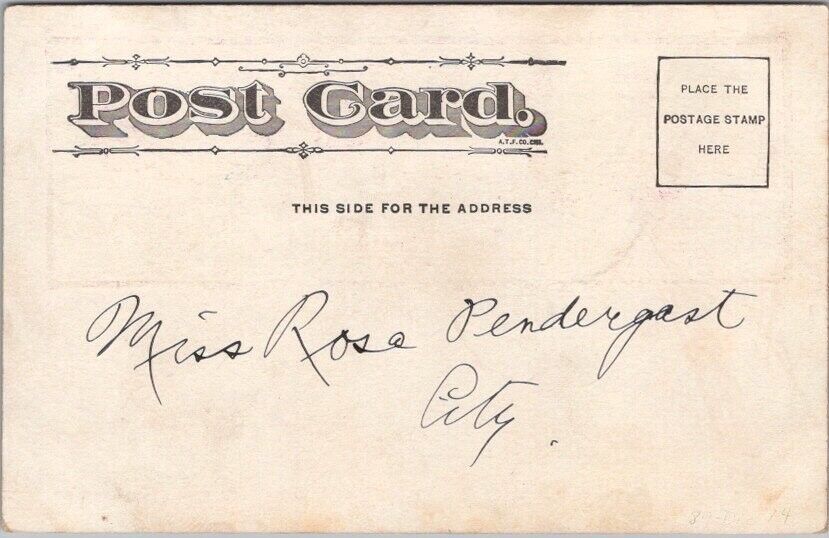 Post Card.
A.T.F. CO. CHI.
PLACE THE
POSTAGE STAMP
HERE
THIS SIDE FOR THE ADDRESS
Miss Rosa Pendergast
City.